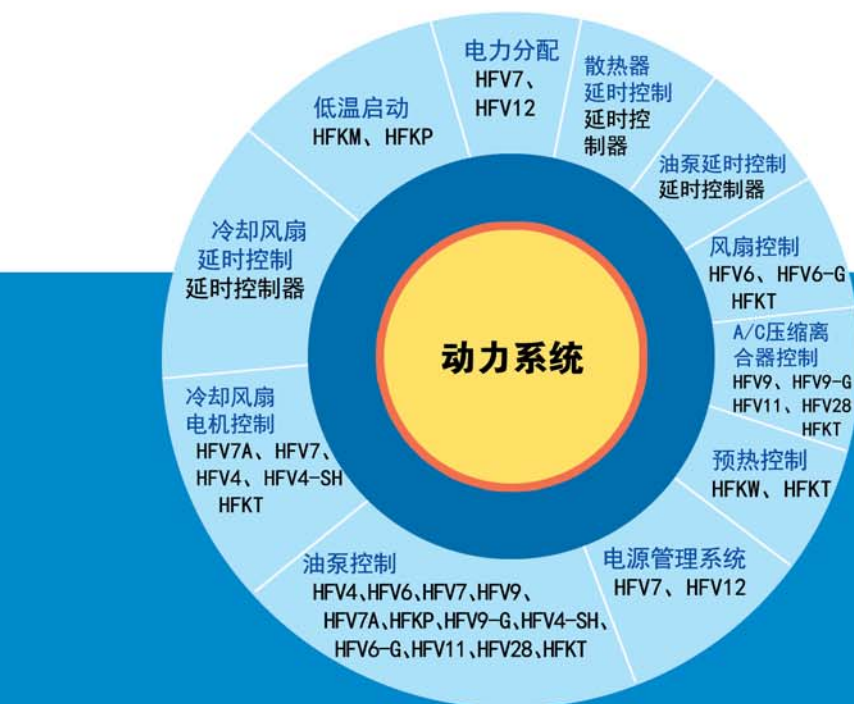 电力分配
HFV7、
HFV12
散热器
延时控制
延时控
制器
油泵延时控制
延时控制器
风扇控制
HFV6、HFV6-G
HFKT
A/C压缩离
合器控制
HFV9、HFV9-G
HFV11、HFV28
HFKT
预热控制
HFKW、HFKT
电源管理系统
HFV7、HFV12
油泵控制
HFV4、HFV6、HFV7、HFV9、
HFV7A、HFKP、HFV9-G、HFV4-SH、
HFV6-G、HFV11、HFV28、HFKT
冷却风扇
电机控制
HFV7A、HFV7、
HFV4、HFV4-SH
HFKT
冷却风扇
延时控制
延时控制器
低温启动
HFKM、HFKP
动力系统